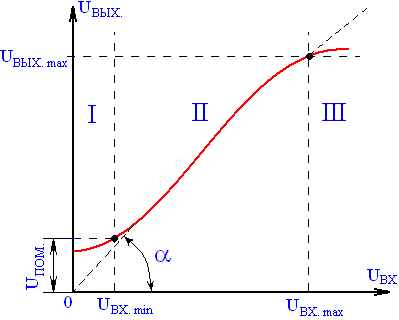 UВЫХ.
UВЫХ. max
I
II
III
UПОМ.
α
UВХ
0
UВХ. min
UВХ. max